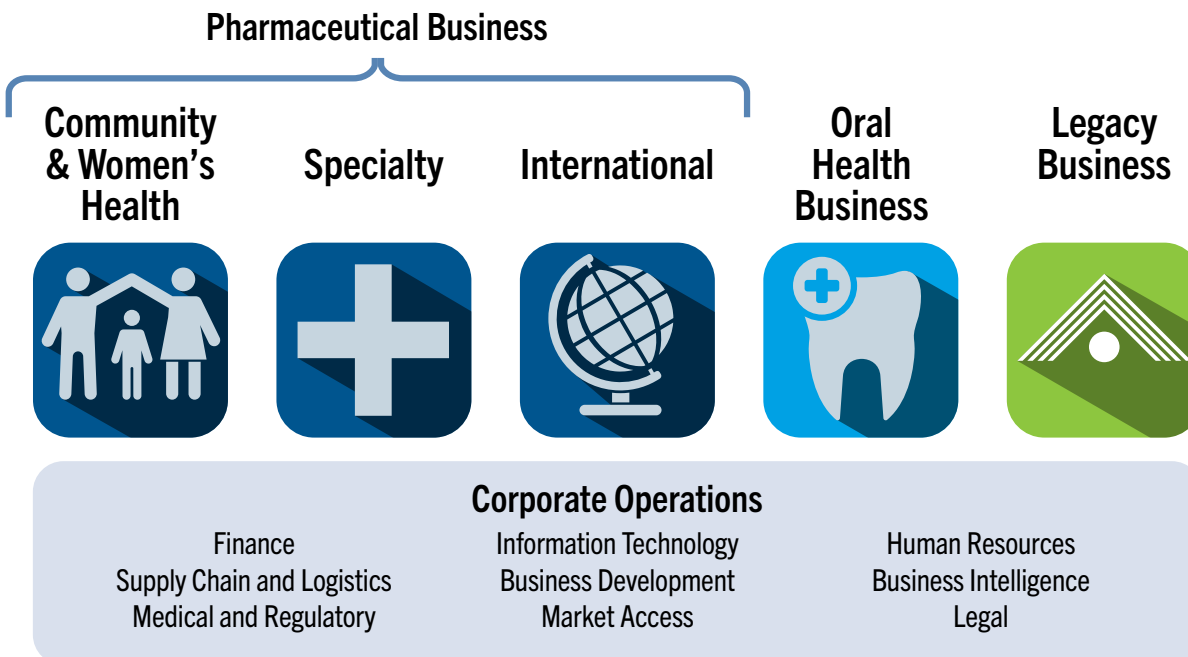 Pharmaceutical Business
Community
& Women's
Health
Specialty
International
Oral
Health
Business
Legacy
Business
Corporate Operations
Finance
Supply Chain and Logistics
Medical and Regulatory
Information Technology
Business Development
Market Access
Human Resources
Business Intelligence
Legal